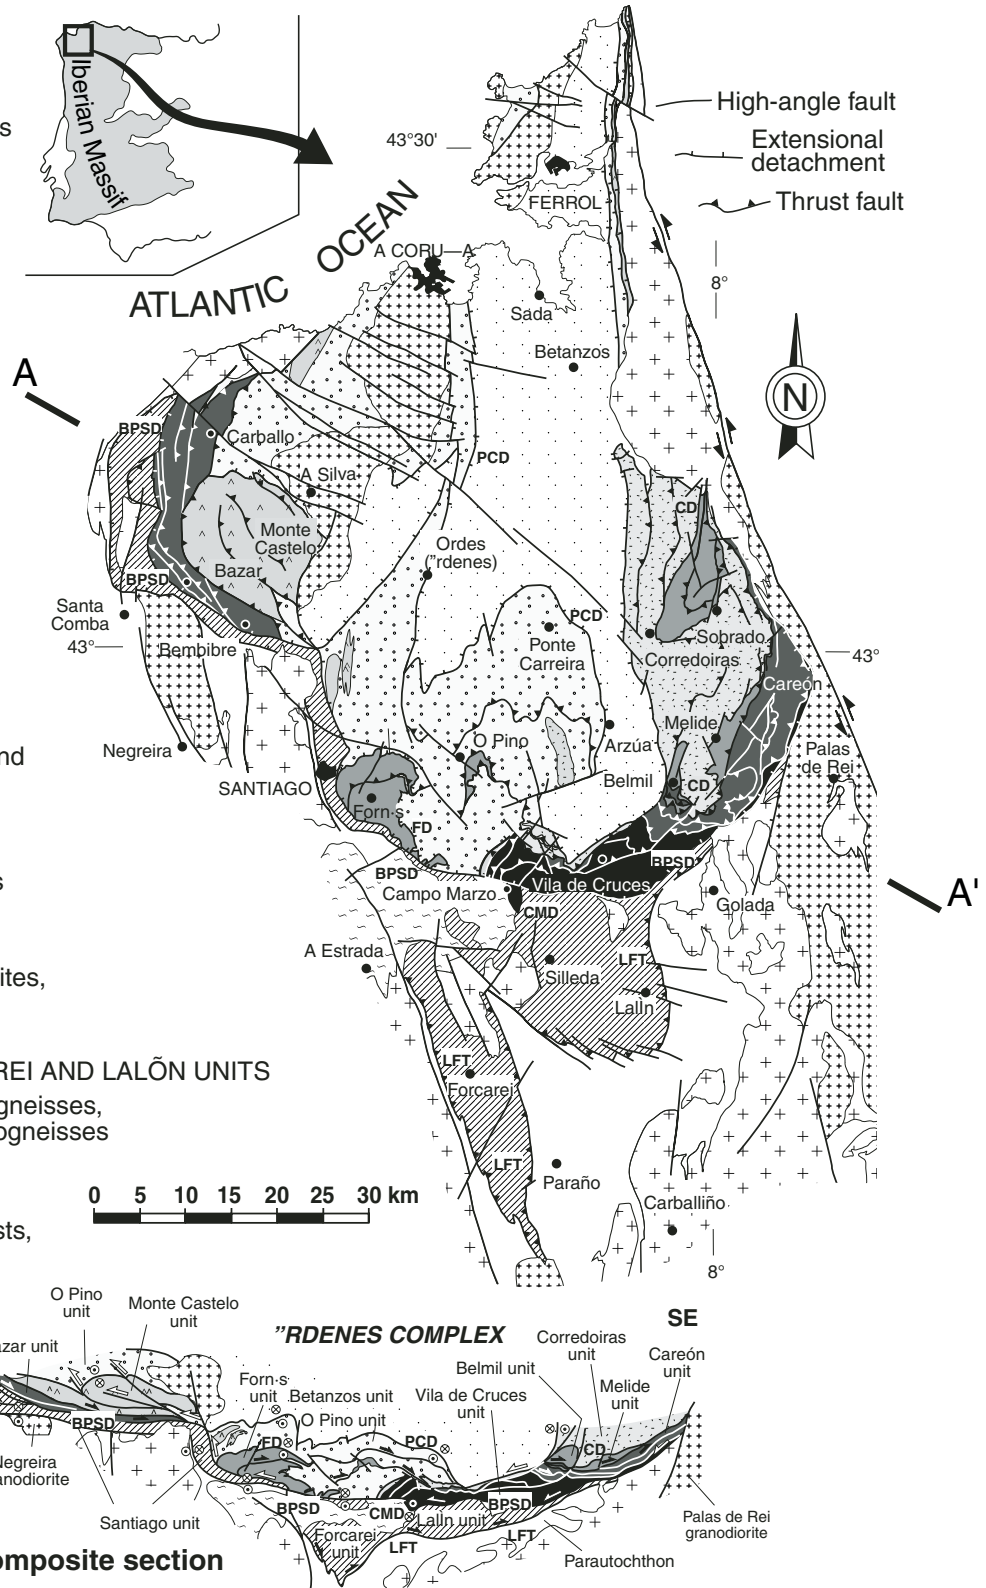 Iberian Massif
s
43°30'
High-angle fault
Extensional
detachment
Thrust fault
FERROL
ATLANTIC OCEAN
A CORU—A
8°
Sada
Betanzos
A
N
BPSD
Carballo
PCD
A Silva
CD
Monte
Castelo
Ordes
("rdenes)
Bazar
BPSD
Santa
Comba
PCD
Ponte
Carreira
Sobrado
43°
Bembibre
Corredoiras
43°
Careón
Melide
Negreira
O Pino
Arzúa
Palas
de Rei
nd
SANTIAGO
Belmil
CD
Forn·s
FD
BPSD
BPSD
Campo Marzo
Vila de Cruces
s
A'
Golada
CMD
A Estrada
LFT
Silleda
ites,
Lalln
LFT
REI AND LALÕN UNITS
Forcarei
gneisses,
ogneisses
LFT
Paraño
0 5 10 15 20 25 30 km
Carballiño
sts,
8°
O Pino
unit
Monte Castelo
unit
SE
"RDENES COMPLEX
Corredoiras
unit
azar unit
Careón
unit
Belmil unit
Forn·s
unit
Betanzos unit
Vila de Cruces
unit
Melide
unit
O Pino unit
BPSD
FD
PCD
CD
Negreira
anodiorite
BPSD
CMD
BPSD
Santiago unit
Lalln unit
Palas de Rei
granodiorite
Forcarei
unit
LFT
LFT
Parautochthon
omposite section